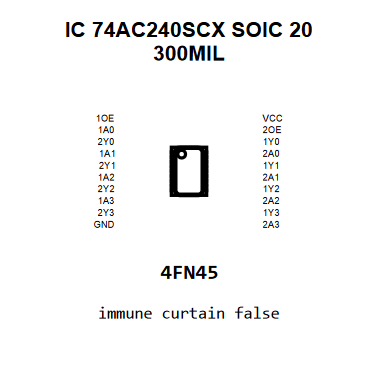 IC 74AC240SCX SOIC 20
300MIL
1OE VCC
1A0 2OE
2Y0 1Y0
1A1 2A0
2Y1 1Y1
1A2 2A1
2Y2 1Y2
1A3 2A2
2Y3 1Y3
GND 2A3
4FN45
immune curtain false